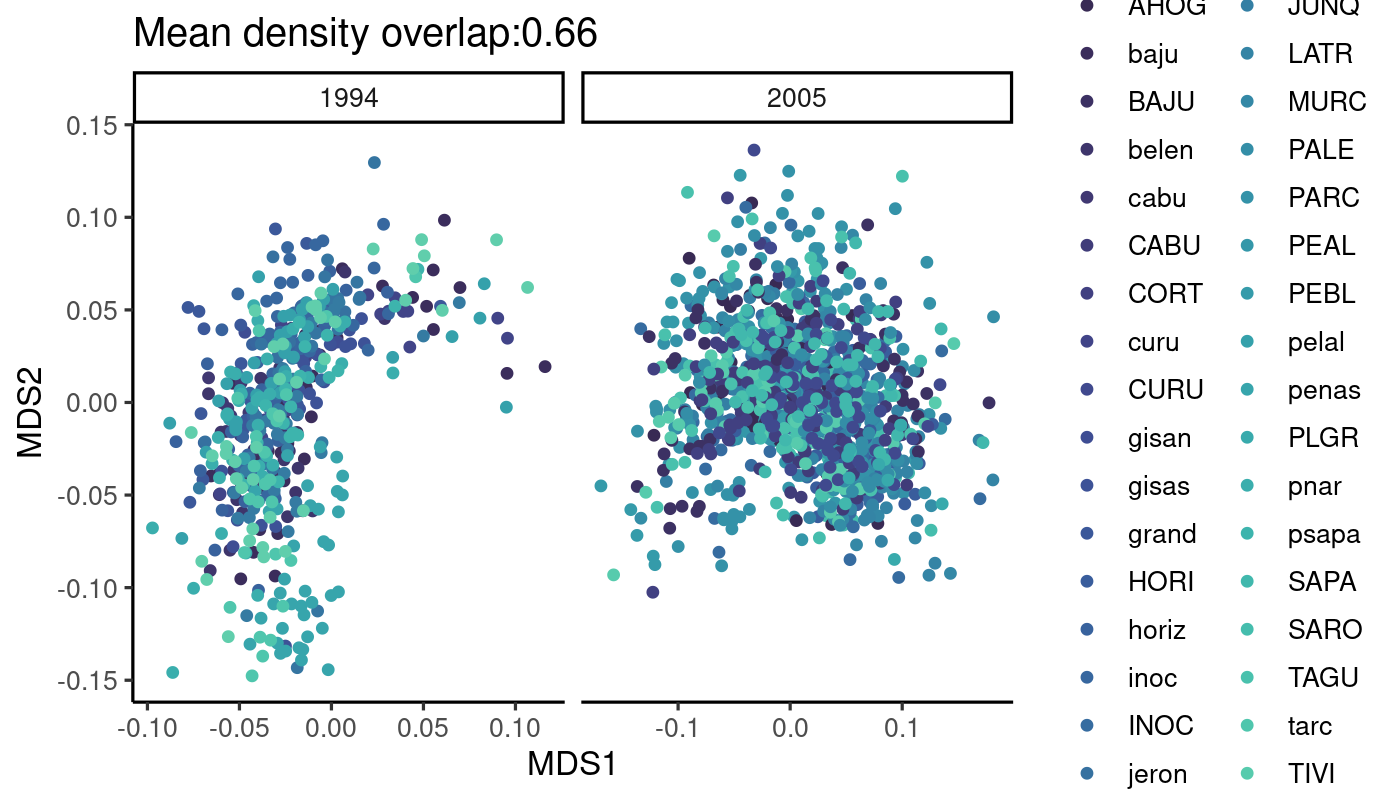 Mean density overlap:0.66
1994
2005
0.15
0.10
0.05
0.00
-0.05
-0.10
-0.15
MDS2
-0.10 -0.05 0.00 0.05 0.10
-0.1 0.0 0.1
MDS1
AHOG
baju
BAJU
belen
cabu
CABU
CORT
curu
CURU
gisan
gisas
grand
HORI
horiz
inoc
INOC
jeron
JUNQ
LATR
MURC
PALE
PARC
PEAL
PEBL
pelal
penas
PLGR
pnar
psapa
SAPA
SARO
TAGU
tarc
TIVI